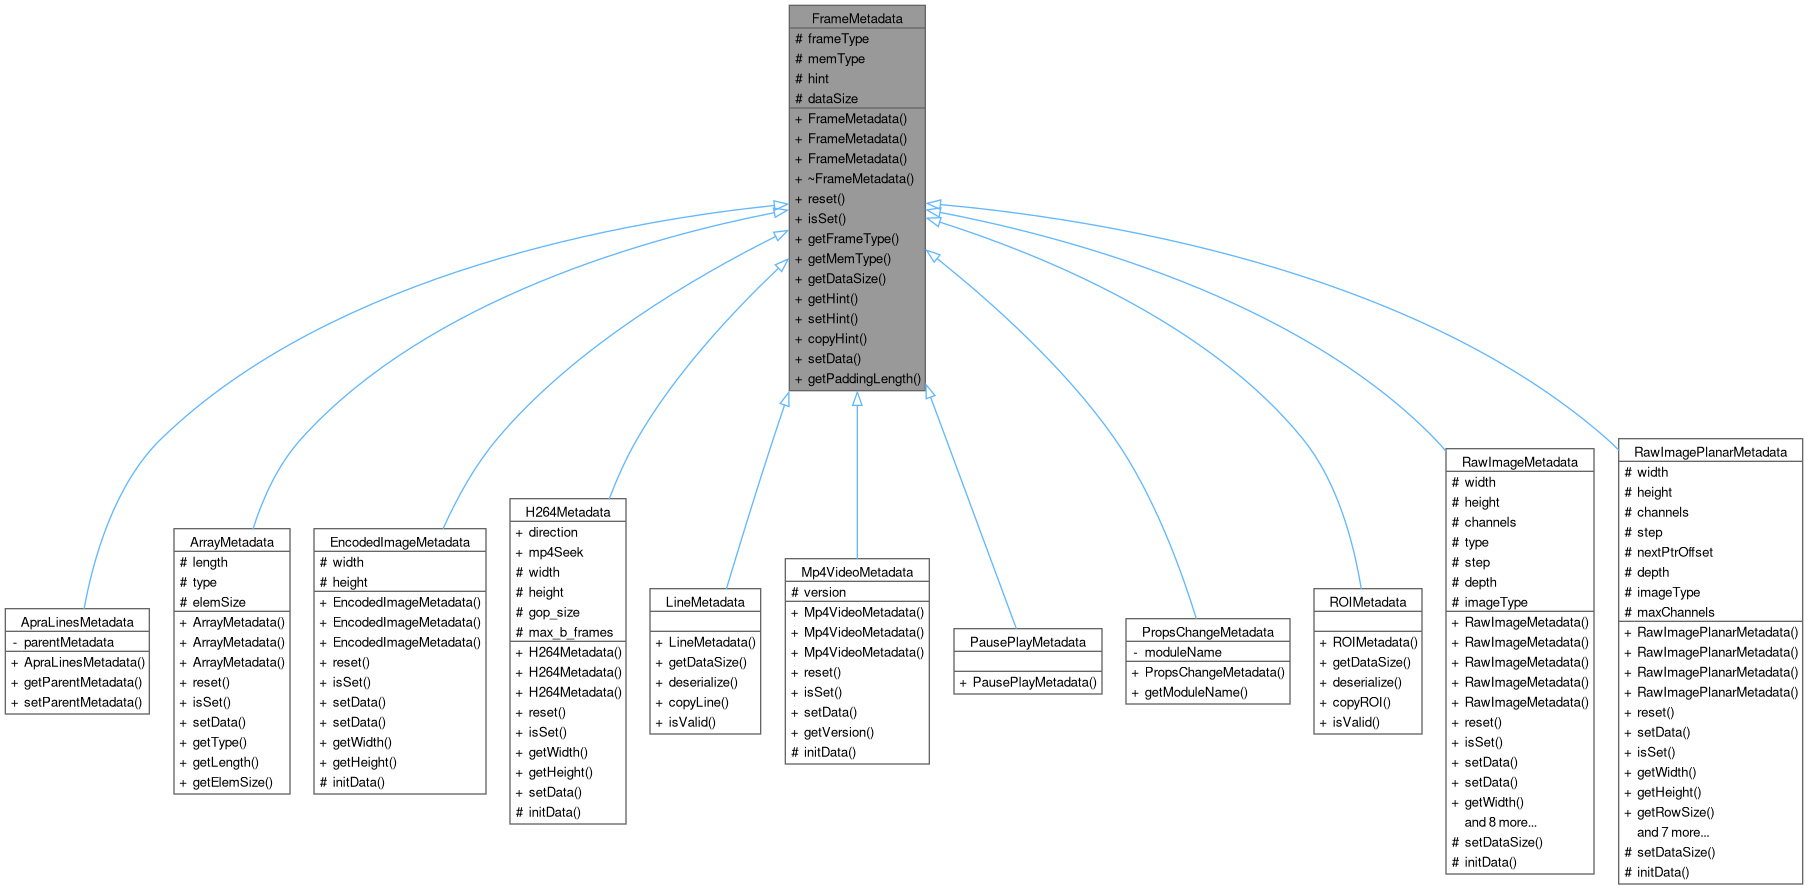 FrameMetadata
# frameType
# memType
# hint
# dataSize
+ FrameMetadata()
+ FrameMetadata()
+ FrameMetadata()
+ ~FrameMetadata()
+ reset()
+ isSet()
+ getFrameType()
+ getMemType()
+ getDataSize()
+ getHint()
+ setHint()
+ copyHint()
+ setData()
+ getPaddingLength()
ApraLinesMetadata
- parentMetadata
+ ApraLinesMetadata()
+ getParentMetadata()
+ setParentMetadata()
ArrayMetadata
# length
# type
# elemSize
+ ArrayMetadata()
+ ArrayMetadata()
+ ArrayMetadata()
+ reset()
+ isSet()
+ setData()
+ getType()
+ getLength()
+ getElemSize()
EncodedImageMetadata
# width
# height
+ EncodedImageMetadata()
+ EncodedImageMetadata()
+ EncodedImageMetadata()
+ reset()
+ isSet()
+ setData()
+ setData()
+ getWidth()
+ getHeight()
# initData()
H264Metadata
+ direction
+ mp4Seek
# width
# height
# gop_size
# max_b_frames
+ H264Metadata()
+ H264Metadata()
+ H264Metadata()
+ reset()
+ isSet()
+ getWidth()
+ getHeight()
+ setData()
# initData()
LineMetadata
+ LineMetadata()
+ getDataSize()
+ deserialize()
+ copyLine()
+ isValid()
Mp4VideoMetadata
# version
+ Mp4VideoMetadata()
+ Mp4VideoMetadata()
+ Mp4VideoMetadata()
+ reset()
+ isSet()
+ setData()
+ getVersion()
# initData()
PausePlayMetadata
+ PausePlayMetadata()
PropsChangeMetadata
- moduleName
+ PropsChangeMetadata()
+ getModuleName()
ROIMetadata
+ ROIMetadata()
+ getDataSize()
+ deserialize()
+ copyROI()
+ isValid()
RawImageMetadata
# width
# height
# channels
# type
# step
# depth
# imageType
+ RawImageMetadata()
+ RawImageMetadata()
+ RawImageMetadata()
+ RawImageMetadata()
+ RawImageMetadata()
+ reset()
+ isSet()
+ setData()
+ setData()
+ getWidth()
and 8 more...
# setDataSize()
# initData()
RawImagePlanarMetadata
# width
# height
# channels
# step
# nextPtrOffset
# depth
# imageType
# maxChannels
+ RawImagePlanarMetadata()
+ RawImagePlanarMetadata()
+ RawImagePlanarMetadata()
+ RawImagePlanarMetadata()
+ reset()
+ setData()
+ isSet()
+ getWidth()
+ getHeight()
+ getRowSize()
and 7 more...
# setDataSize()
# initData()